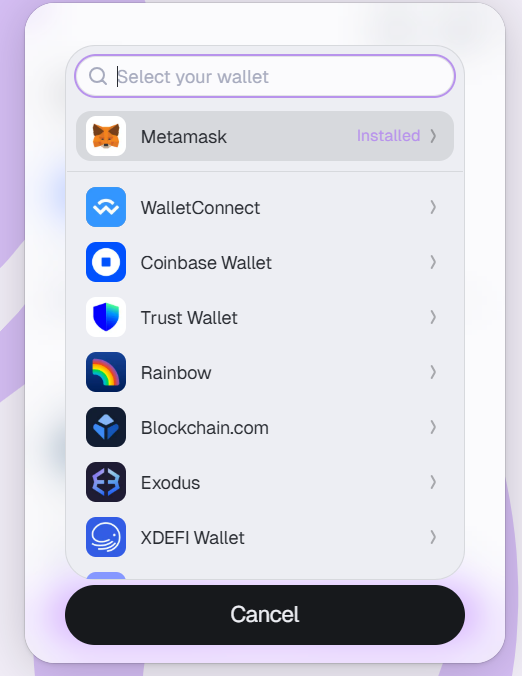 Select your wallet
Metamask Installed
WalletConnect
Coinbase Wallet
Trust Wallet
Rainbow
Blockchain.com
Exodus
XDEFI Wallet
Cancel